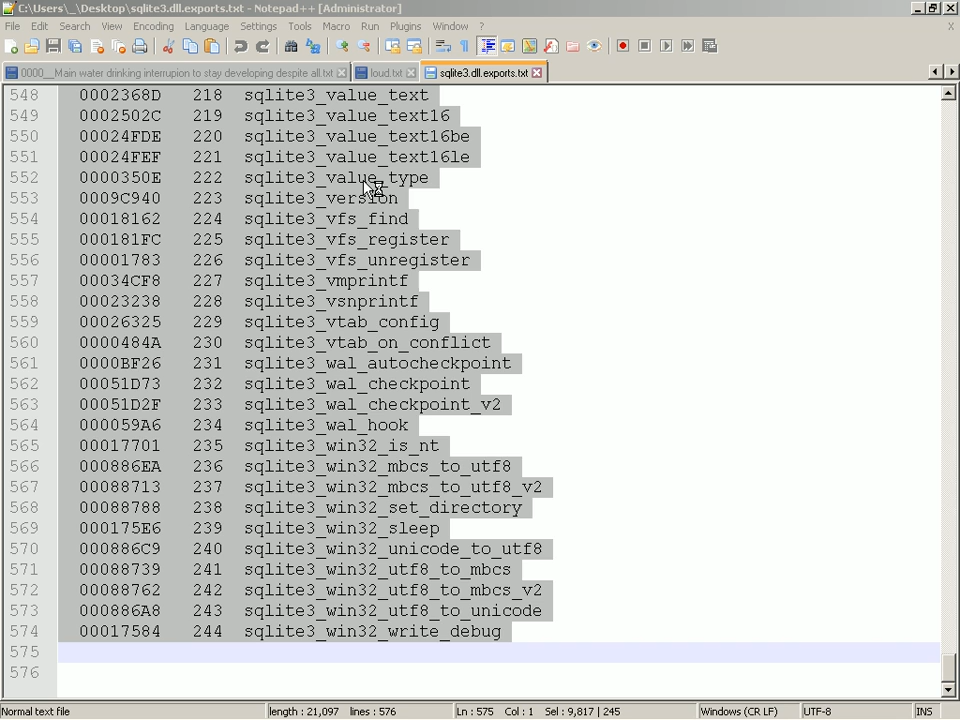 C:\Users\_\Desktop\sqlite3.dll.exports.txt - Notepad++ [Administrator]
File Edit Search View Encoding Language Settings Tools Macro Run Plugins Window ? X
0000__Main water drinking interrupion to stay developing despite all.txt loud.txt sqlite3.dll.exports.txt
548 0002368D 218 sqlite3_value_text
549 0002502C 219 sqlite3_value_text16
550 00024FDE 220 sqlite3_value_text16be
551 00024FEF 221 sqlite3_value_text16le
552 0000350E 222 sqlite3_value_type
553 0009C940 223 sqlite3_version
554 00018162 224 sqlite3_vfs_find
555 000181FC 225 sqlite3_vfs_register
556 00001783 226 sqlite3_vfs_unregister
557 00034CF8 227 sqlite3_vmprintf
558 00023238 228 sqlite3_vsnprintf
559 00026325 229 sqlite3_vtab_config
560 0000484A 230 sqlite3_vtab_on_conflict
561 0000BF26 231 sqlite3_wal_autocheckpoint
562 00051D73 232 sqlite3_wal_checkpoint
563 00051D2F 233 sqlite3_wal_checkpoint_v2
564 000059A6 234 sqlite3_wal_hook
565 00017701 235 sqlite3_win32_is_nt
566 000886EA 236 sqlite3_win32_mbcs_to_utf8
567 00088713 237 sqlite3_win32_mbcs_to_utf8_v2
568 00088788 238 sqlite3_win32_set_directory
569 000175E6 239 sqlite3_win32_sleep
570 000886C9 240 sqlite3_win32_unicode_to_utf8
571 00088739 241 sqlite3_win32_utf8_to_mbcs
572 00088762 242 sqlite3_win32_utf8_to_mbcs_v2
573 000886A8 243 sqlite3_win32_utf8_to_unicode
574 00017584 244 sqlite3_win32_write_debug
575
576
Normal text file length : 21,097 lines : 576 Ln : 575 Col : 1 Sel : 9,817 | 245 Windows (CR LF) UTF-8 INS